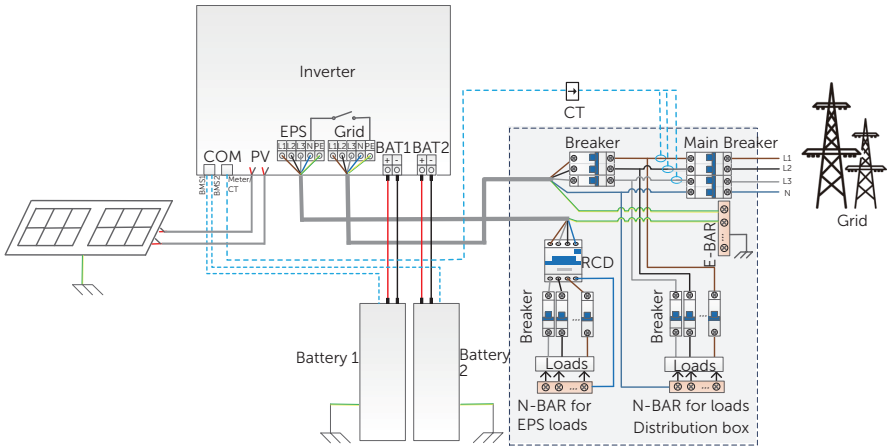 Inverter
EPS
Grid
L1 L2 L3 N PE
L1 L2 L3 N PE
BAT1
BAT2
+ -
+ -
COM
PV
BMS1
BMS2
Meter/
CT
CT
Breaker
Main Breaker
L1
L2
L3
N
Grid
E-BAR
RCD
Breaker
Breaker
...
...
Loads
Loads
...
...
Battery 1
Battery
2
N-BAR for
EPS loads
N-BAR for loads
Distribution box